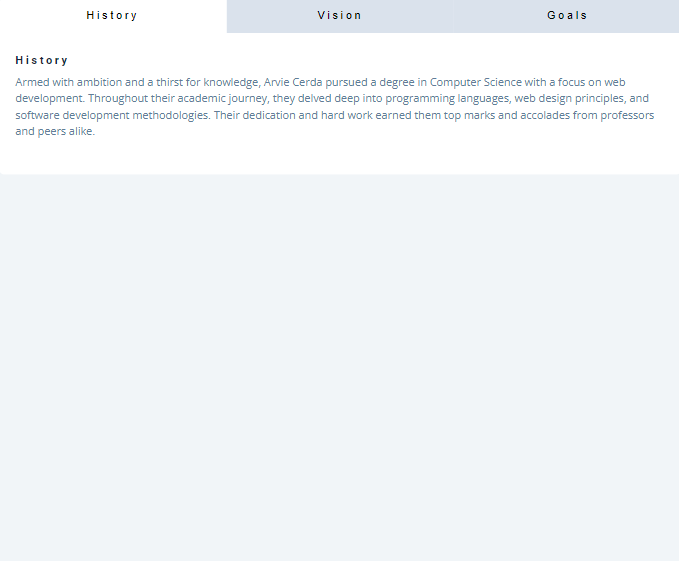 History
Vision
Goals
History
Armed with ambition and a thirst for knowledge, Arvie Cerda pursued a degree in Computer Science with a focus on web
development. Throughout their academic journey, they delved deep into programming languages, web design principles, and
software development methodologies. Their dedication and hard work earned them top marks and accolades from professors
and peers alike.